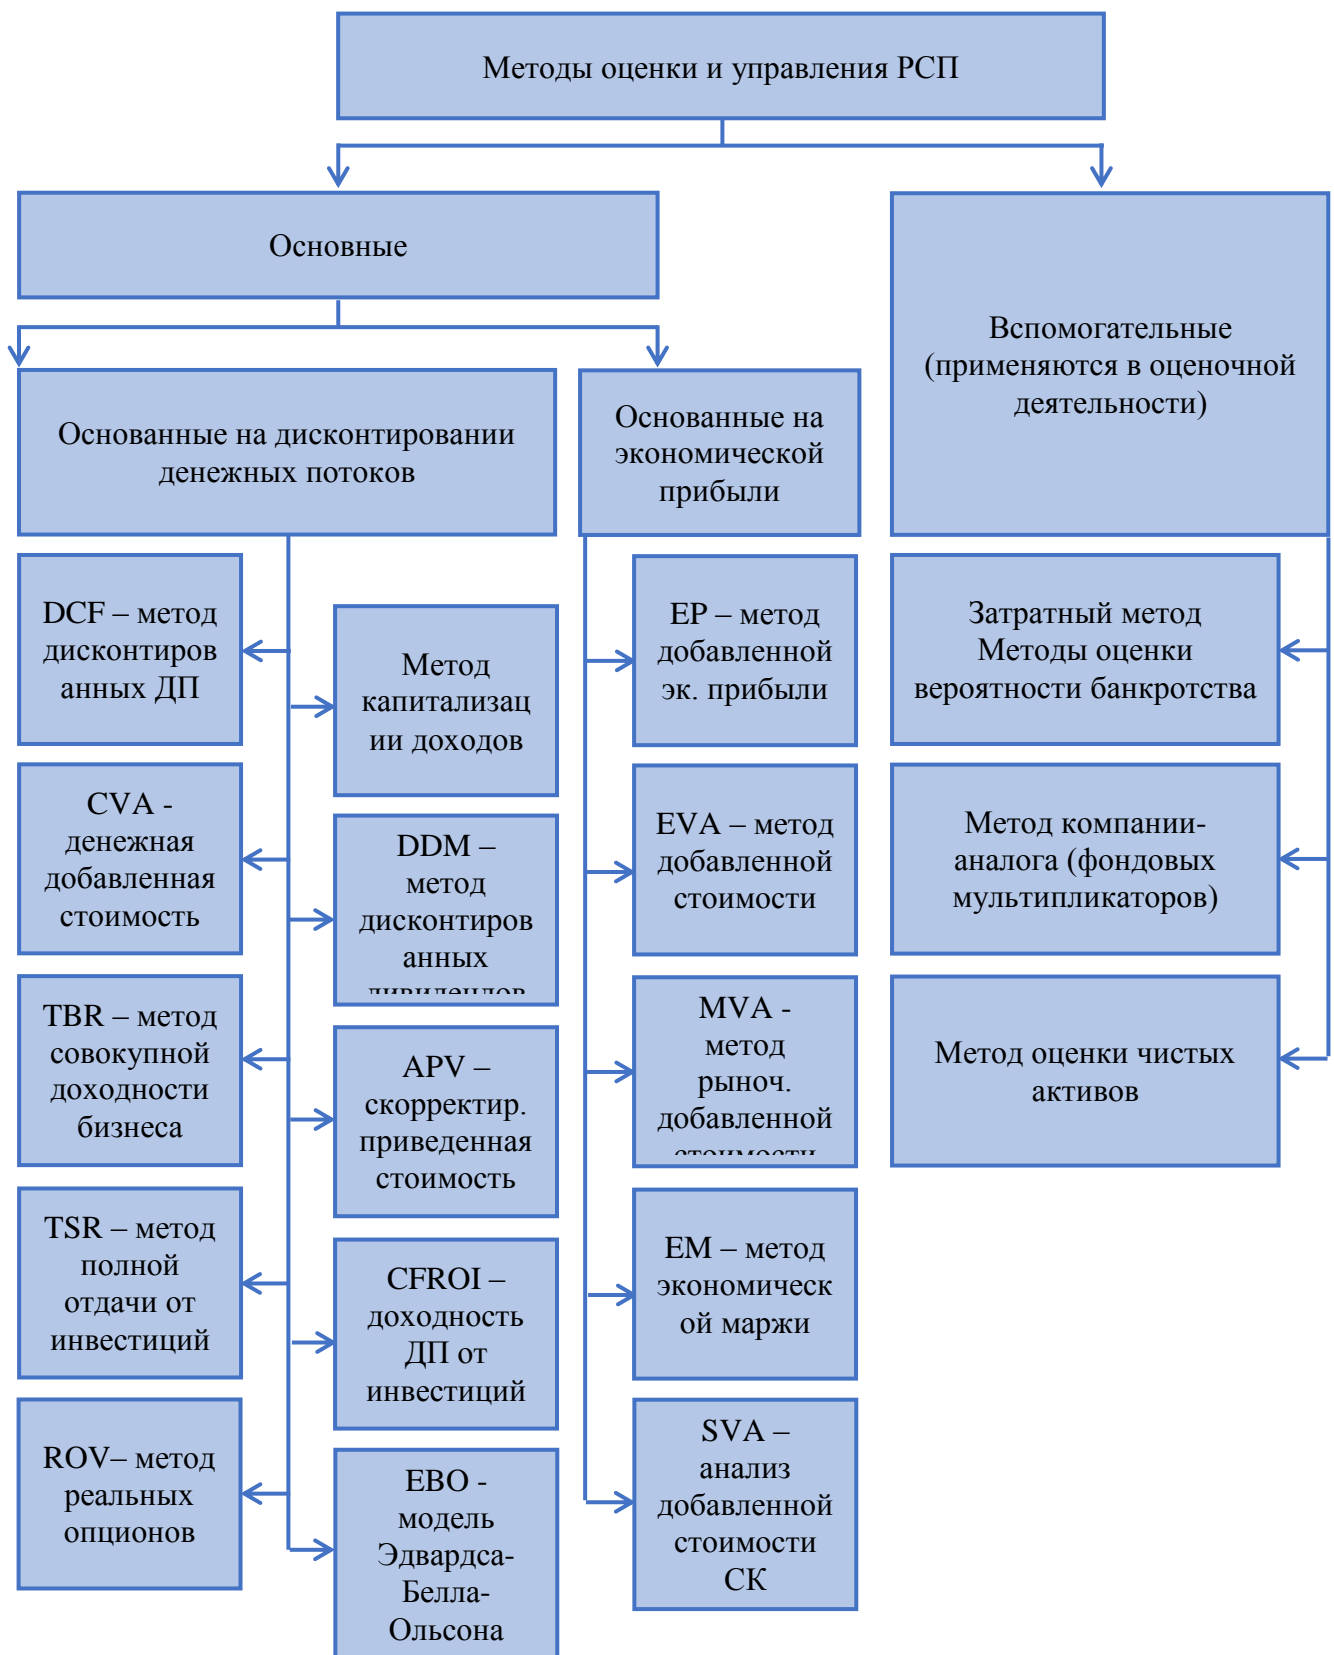 Методы оценки и управления РСП
Основные
Вспомогательные
(применяются в оценочной
деятельности)
Основанные на дисконтировании
денежных потоков
Основанные на
экономической
прибыли
DCF – метод
дисконтиров
анных ДП
CVA -
денежная
добавленная
стоимость
TBR – метод
совокупной
доходности
бизнеса
TSR – метод
полной
отдачи от
инвестиций
ROV– метод
реальных
опционов
Метод
капитализац
ии доходов
DDM –
метод
дисконтиров
анных
дивидендов
APV –
скорректир.
приведенная
стоимость
CFROI –
доходность
ДП от
инвестиций
EBO -
модель
Эдвардса-
Белла-
Ольсона
EP – метод
добавленной
эк. прибыли
EVA – метод
добавленной
стоимости
MVA -
метод
рыноч.
добавленной
стоимости
EM – метод
экономическ
ой маржи
SVA –
анализ
добавленной
стоимости
СК
Затратный метод
Методы оценки
вероятности банкротства
Метод компании-
аналога (фондовых
мультипликаторов)
Метод оценки чистых
активов